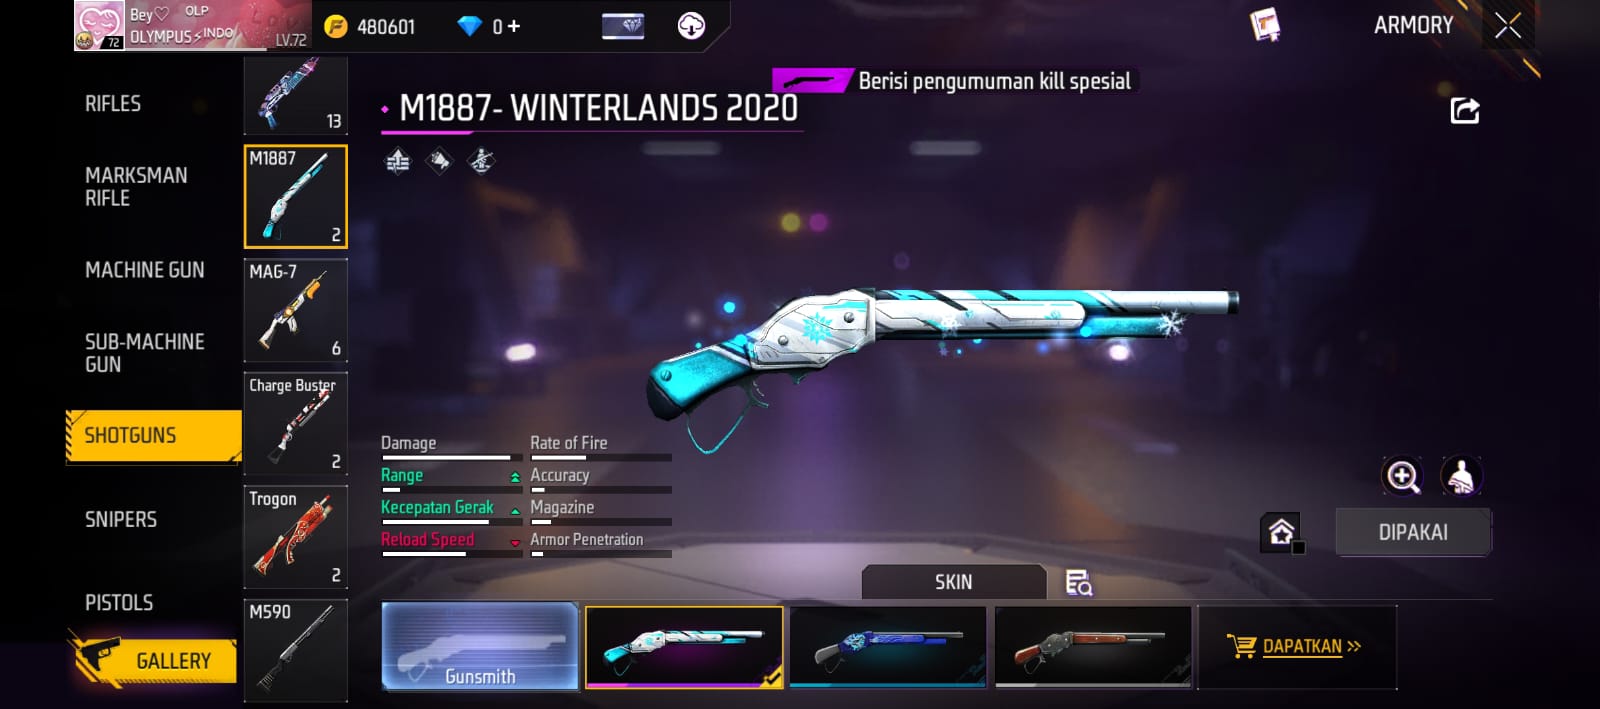 Bey♡ OLP
OLYMPUS⚡INDO
72
LV.72
480601
0 +
ARMORY
RIFLES
MARKSMAN
RIFLE
MACHINE GUN
SUB-MACHINE
GUN
SHOTGUNS
SNIPERS
PISTOLS
GALLERY
13
M1887
2
MAG-7
6
Charge Buster
2
Trogon
2
M590
Berisi pengumuman kill spesial
M1887- WINTERLANDS 2020
Damage
Rate of Fire
Range
Accuracy
Kecepatan Gerak
Magazine
Reload Speed
Armor Penetration
DIPAKAI
SKIN
Gunsmith
DAPATKAN >>